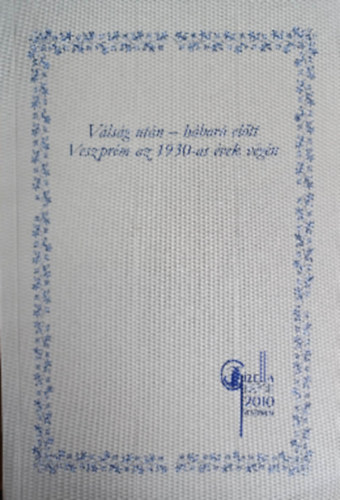 Válság után – háború előtt
Veszprém az 1930-as évek végén
2010